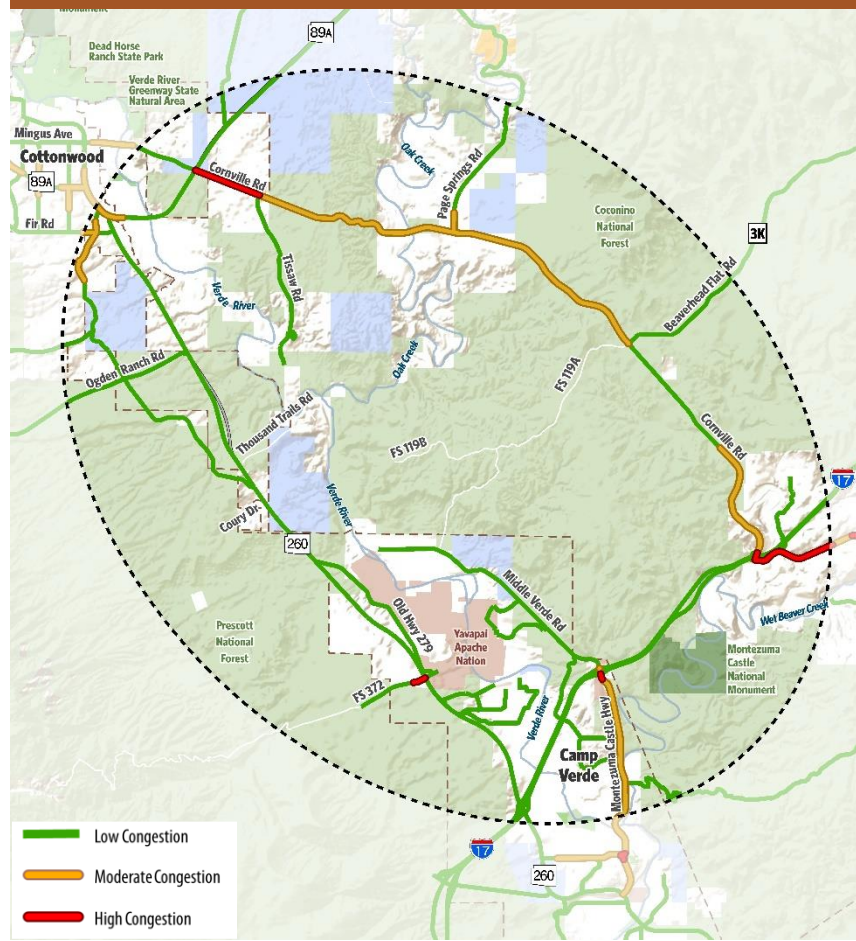 89A
Dead Horse
Ranch State Park
Verde River
Greenway State
Natural Area
Mingus Ave
Cottonwood
89A
Fir Rd
Cornville Rd
Oak Creek
Page Springs Rd
Coconino
National
Forest
3K
Tissaw Rd
Verde River
Beaverhead Flat Rd
Ogden Ranch Rd
Oak Creek
FS 119A
Thousand Trails Rd
FS 119B
Cornville Rd
17
Verde River
Coury Dr.
260
Middle Verde Rd
Old Hwy 279
Wet Beaver Creek
Prescott
National
Forest
Yavapai
Apache
Nation
Montezuma
Castle
National
Monument
FS 372
Verde River
Camp
Verde
Montezuma Castle Hwy
Low Congestion
Moderate Congestion
High Congestion
17
260